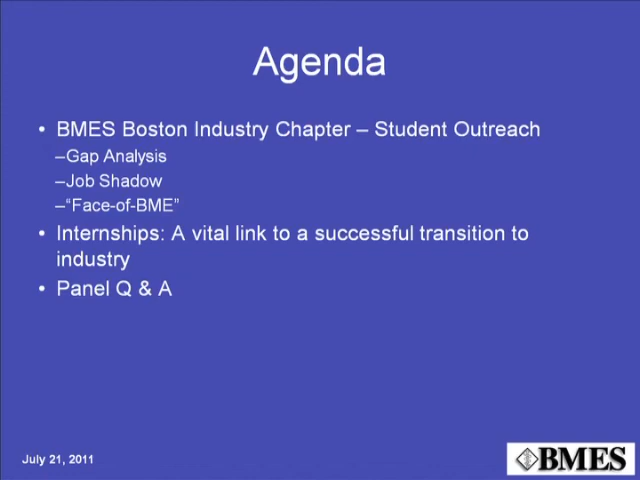 Agenda
• BMES Boston Industry Chapter – Student Outreach
–Gap Analysis
–Job Shadow
–“Face-of-BME”
• Internships: A vital link to a successful transition to
industry
• Panel Q & A
July 21, 2011
BMES